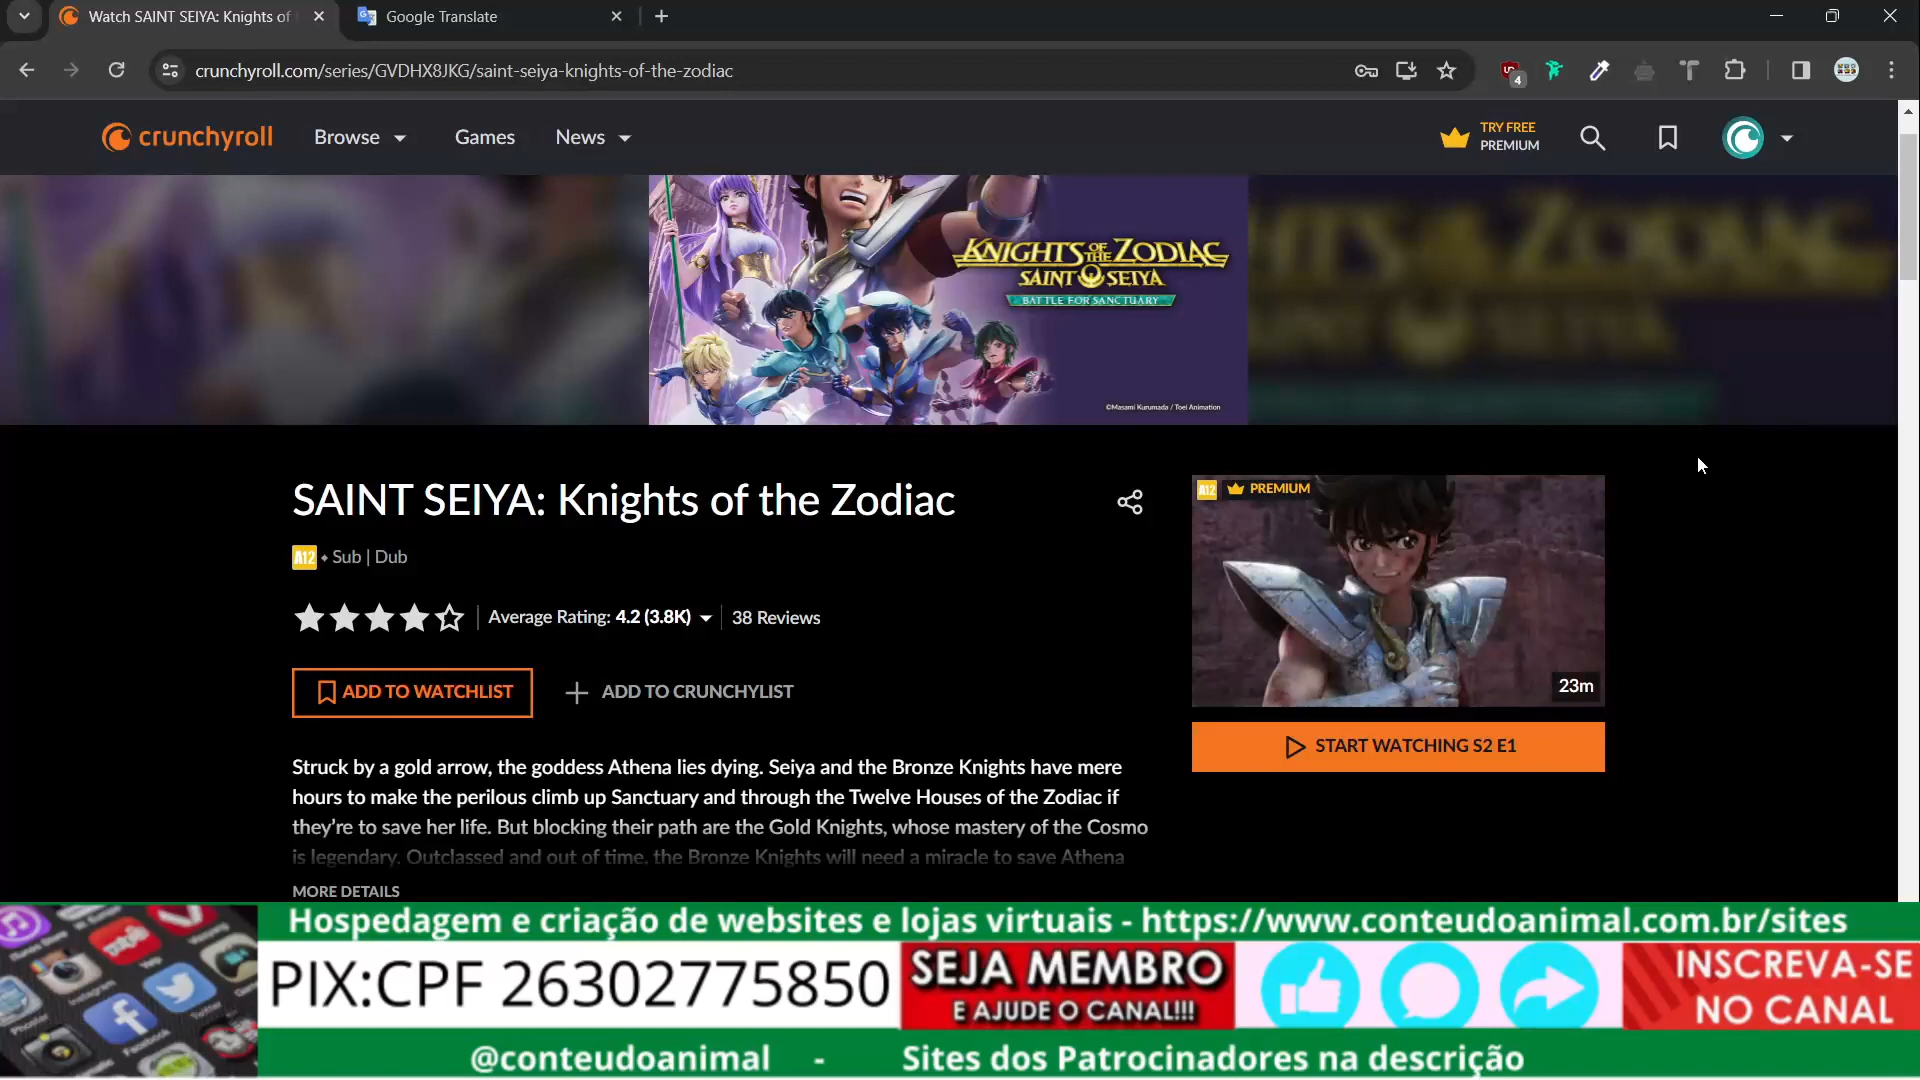 Watch SAINT SEIYA: Knights of
Google Translate
crunchyroll.com/series/GVDHX8JKG/saint-seiya-knights-of-the-zodiac
4
crunchyroll
Browse
Games
News
TRY FREE
PREMIUM
KNIGHTS OF THE ZODIAC
SAINT SEIYA
BATTLE FOR SANCTUARY
©Masami Kurumada / Toei Animation
SAINT SEIYA: Knights of the Zodiac
A12 PREMIUM
A12 • Sub | Dub
Average Rating: 4.2 (3.8K)
38 Reviews
23m
ADD TO WATCHLIST
ADD TO CRUNCHYLIST
START WATCHING S2 E1
Struck by a gold arrow, the goddess Athena lies dying. Seiya and the Bronze Knights have mere
hours to make the perilous climb up Sanctuary and through the Twelve Houses of the Zodiac if
they’re to save her life. But blocking their path are the Gold Knights, whose mastery of the Cosmo
is legendary. Outclassed and out of time, the Bronze Knights will need a miracle to save Athena
MORE DETAILS
Hospedagem e criação de websites e lojas virtuais - https://www.conteudoanimal.com.br/sites
PIX:CPF 26302775850
SEJA MEMBRO
E AJUDE O CANAL!!!
INSCREVA-SE
NO CANAL
@conteudoanimal - Sites dos Patrocinadores na descrição